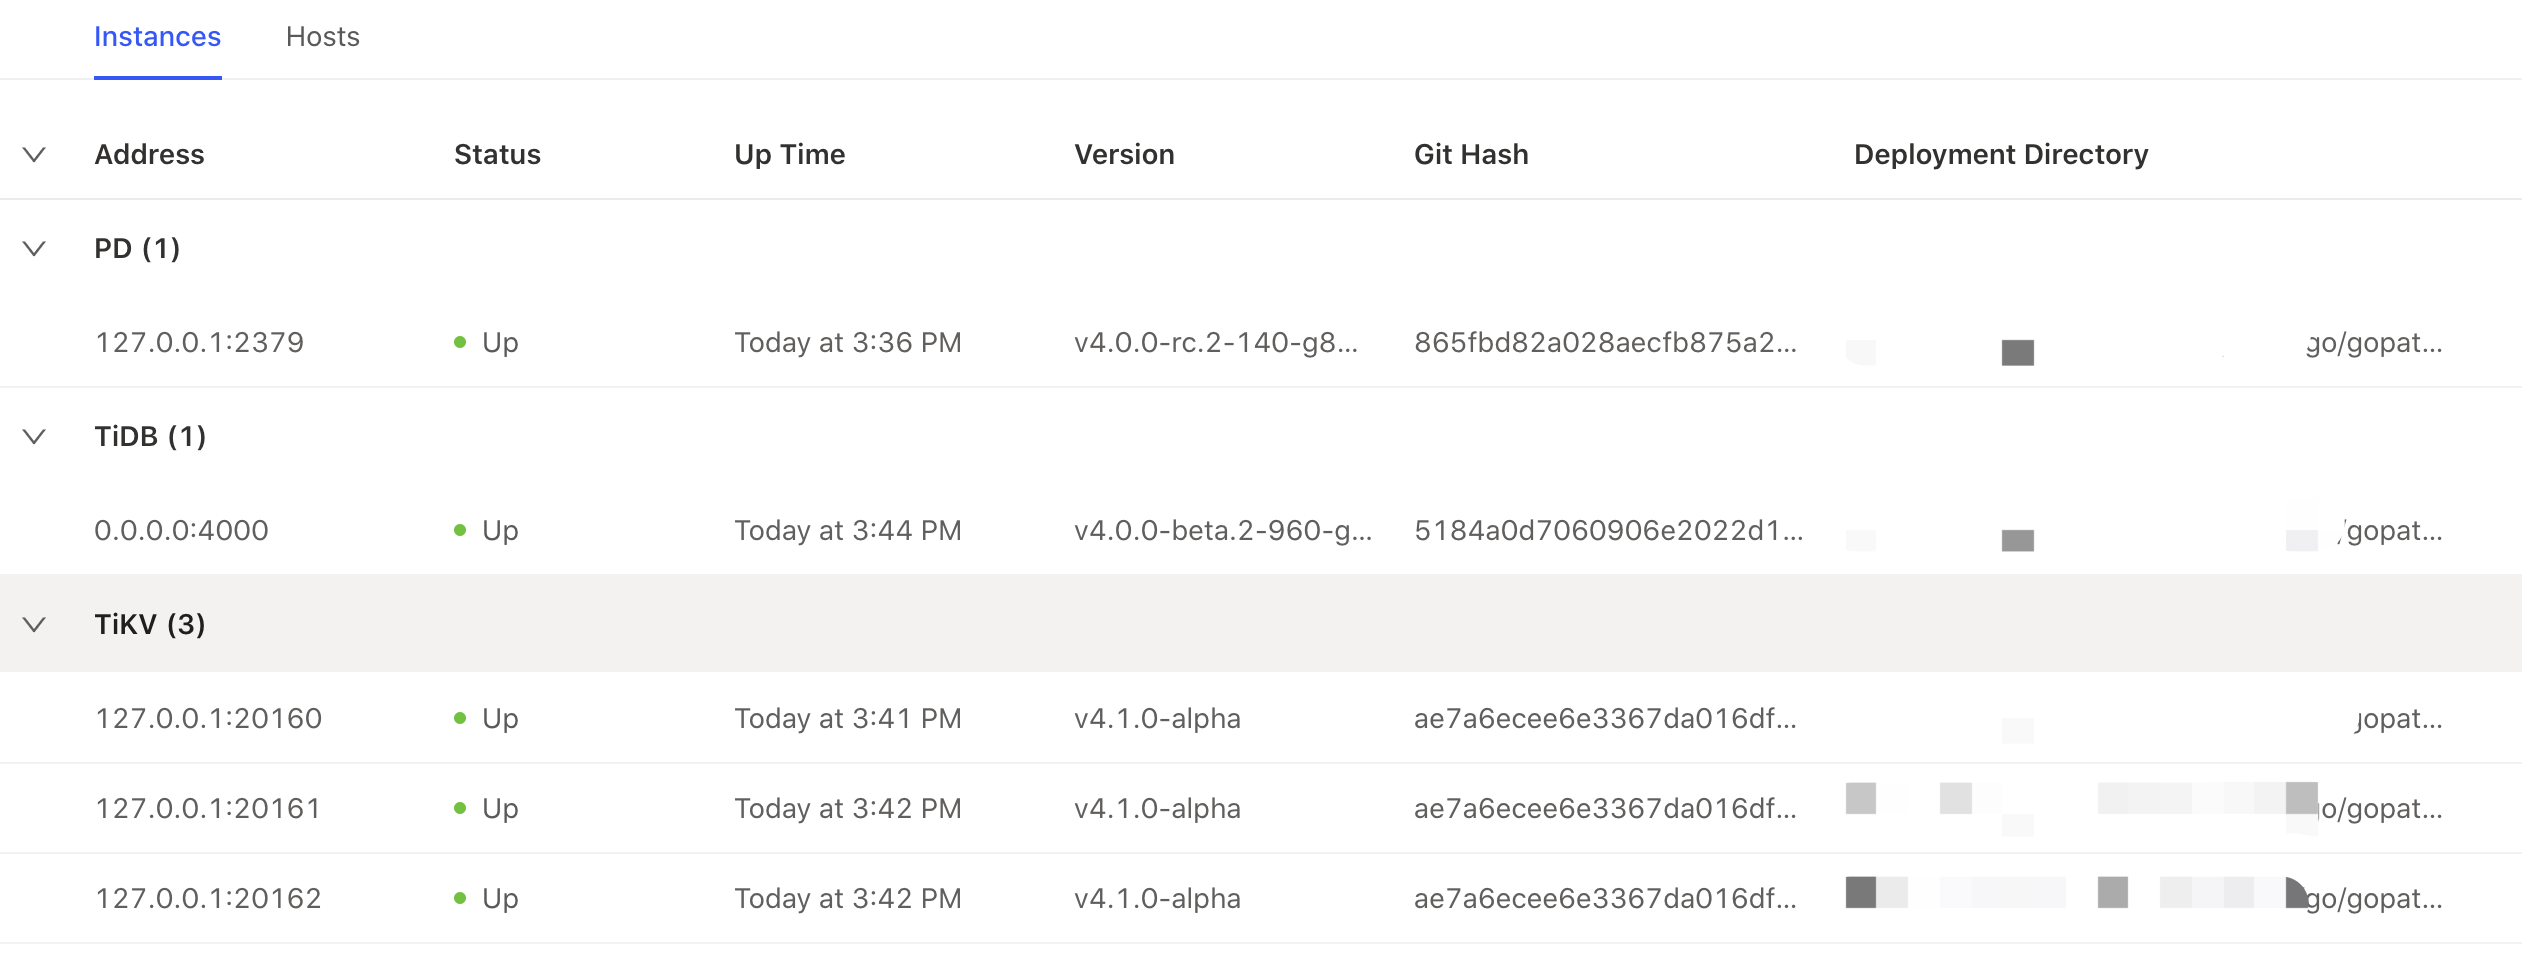 Instances Hosts
Address Status Up Time Version Git Hash Deployment Directory
PD (1)
127.0.0.1:2379 Up Today at 3:36 PM v4.0.0-rc.2-140-g8... 865fbd82a028aecfb875a2... go/gopat...
TiDB (1)
0.0.0.0:4000 Up Today at 3:44 PM v4.0.0-beta.2-960-g... 5184a0d7060906e2022d1... /gopat...
TiKV (3)
127.0.0.1:20160 Up Today at 3:41 PM v4.1.0-alpha ae7a6ecee6e3367da016df... gopat...
127.0.0.1:20161 Up Today at 3:42 PM v4.1.0-alpha ae7a6ecee6e3367da016df... go/gopat...
127.0.0.1:20162 Up Today at 3:42 PM v4.1.0-alpha ae7a6ecee6e3367da016df... go/gopat...